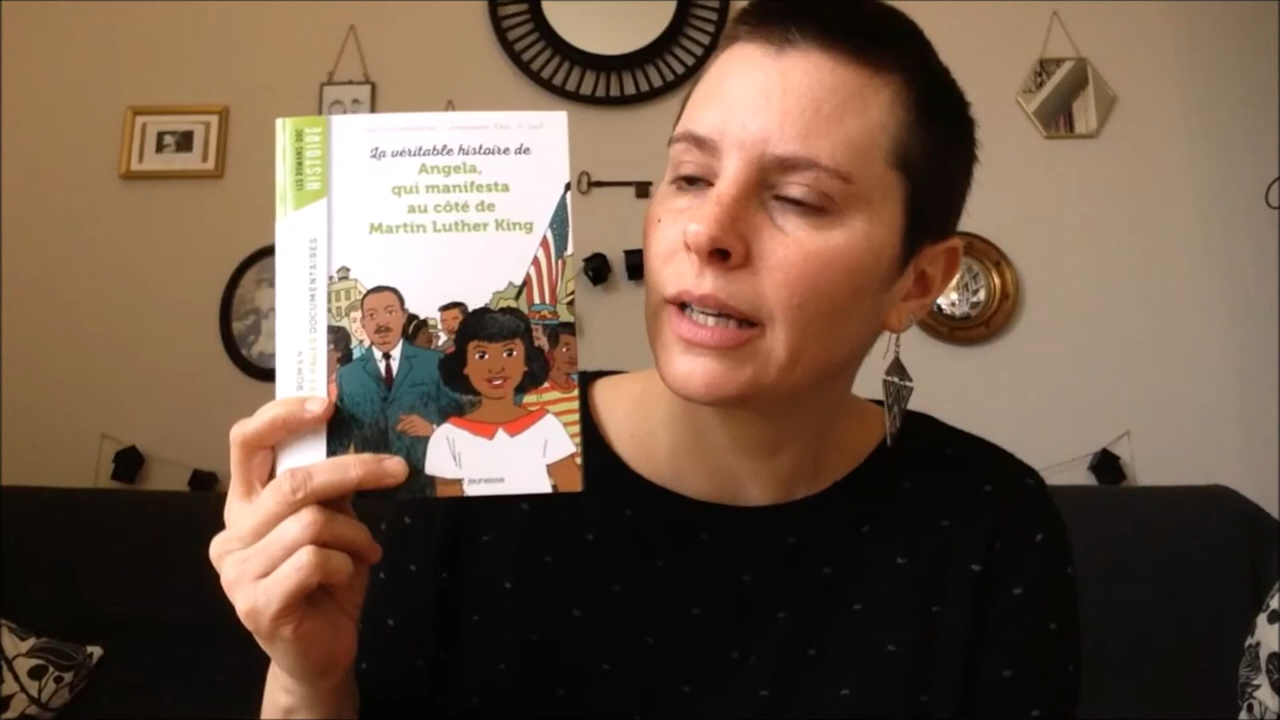 La véritable histoire de
Angela,
qui manifesta
au côté de
Martin Luther King
LES ROMANS DOC
HISTOIRE
ROMAN
DOCUMENTAIRES
jeunesse